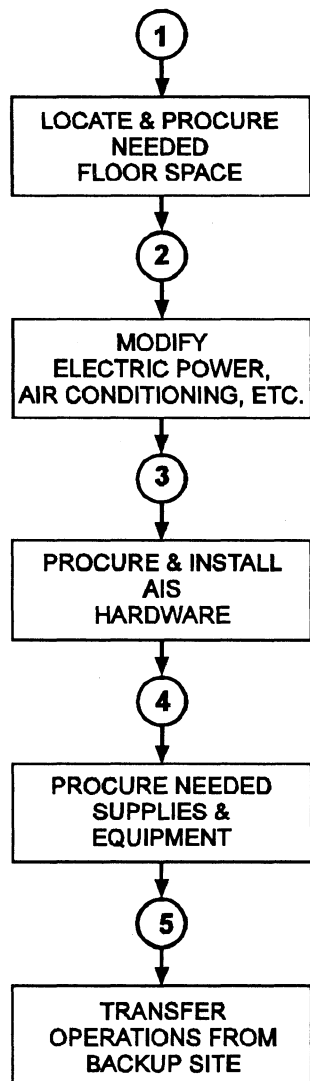 1
LOCATE & PROCURE
NEEDED
FLOOR SPACE
2
MODIFY
ELECTRIC POWER,
AIR CONDITIONING, ETC.
3
PROCURE & INSTALL
AIS
HARDWARE
4
PROCURE NEEDED
SUPPLIES &
EQUIPMENT
5
TRANSFER
OPERATIONS FROM
BACKUP SITE